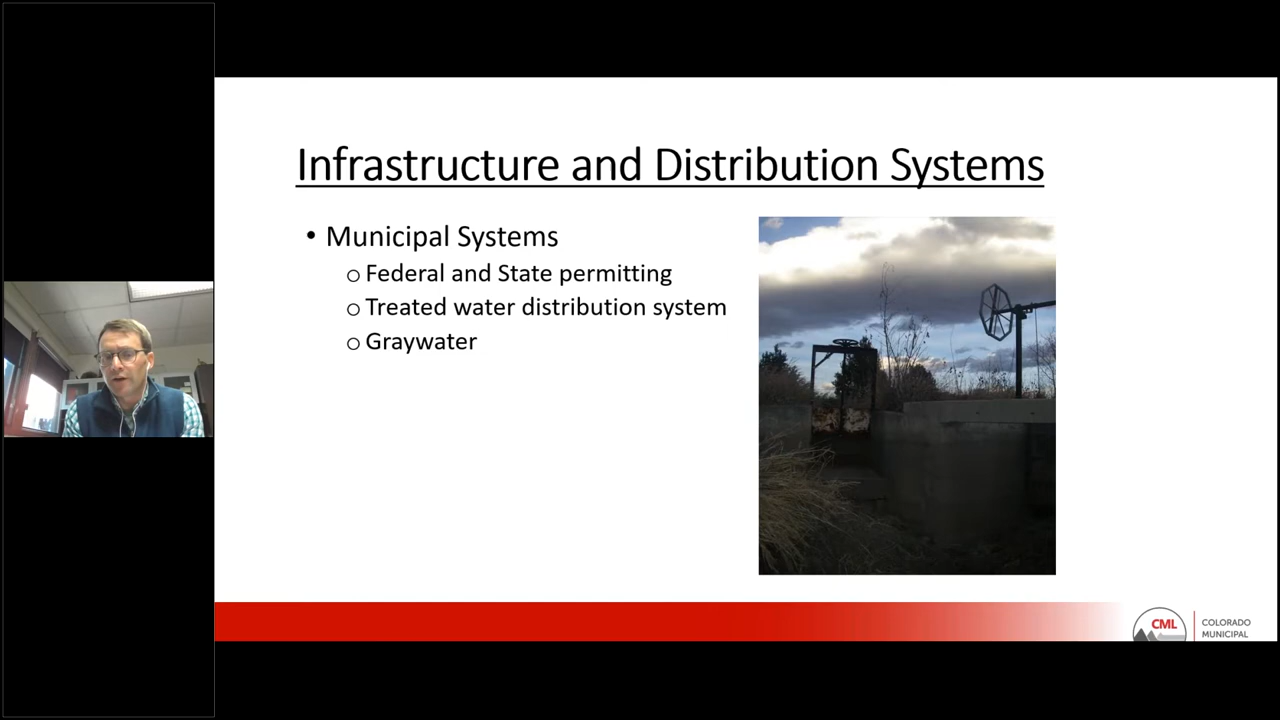 Infrastructure and Distribution Systems
• Municipal Systems
o Federal and State permitting
o Treated water distribution system
o Graywater
CML
COLORADO
MUNICIPAL